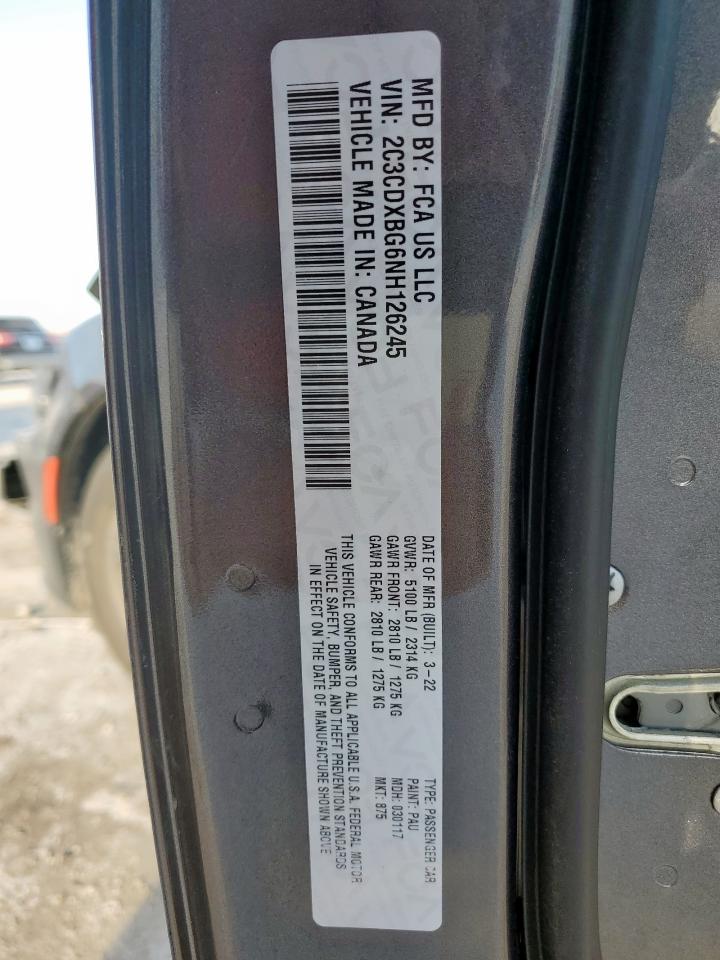 MFD BY: FCA US LLC
VIN: 2C3CDXBG6NH126245
VEHICLE MADE IN: CANADA
DATE OF MFR (BUILT): 3-22
GVWR: 5100 LB / 2314 KG
GAWR FRONT: 2810 LB / 1275 KG
GAWR REAR: 2810 LB / 1275 KG
THIS VEHICLE CONFORMS TO ALL APPLICABLE U.S.A. FEDERAL MOTOR
VEHICLE SAFETY, BUMPER, AND THEFT PREVENTION STANDARDS
IN EFFECT ON THE DATE OF MANUFACTURE SHOWN ABOVE
TYPE: PASSENGER CAR
PAINT: PAU
MDH: 030117
MKT: 875